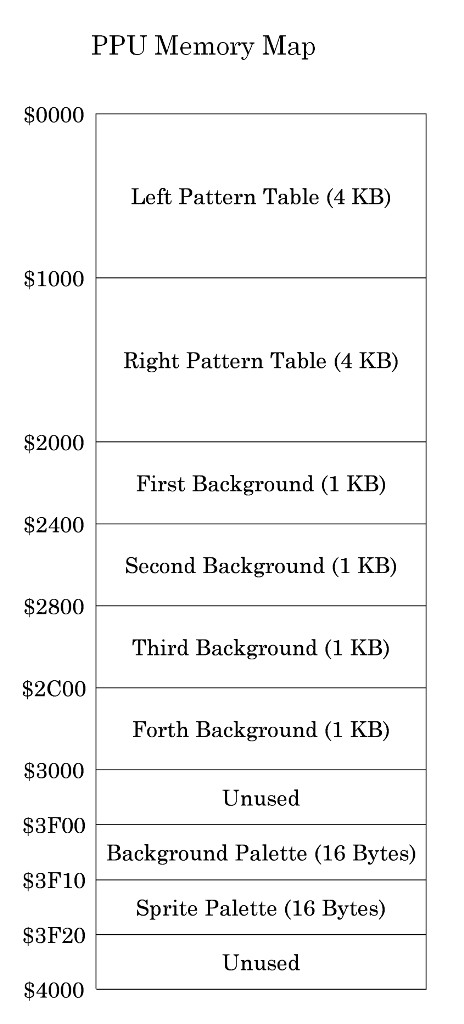 PPU Memory Map
$0000
Left Pattern Table (4 KB)
$1000
Right Pattern Table (4 KB)
$2000
First Background (1 KB)
$2400
Second Background (1 KB)
$2800
Third Background (1 KB)
$2C00
Forth Background (1 KB)
$3000
Unused
$3F00
Background Palette (16 Bytes)
$3F10
Sprite Palette (16 Bytes)
$3F20
Unused
$4000